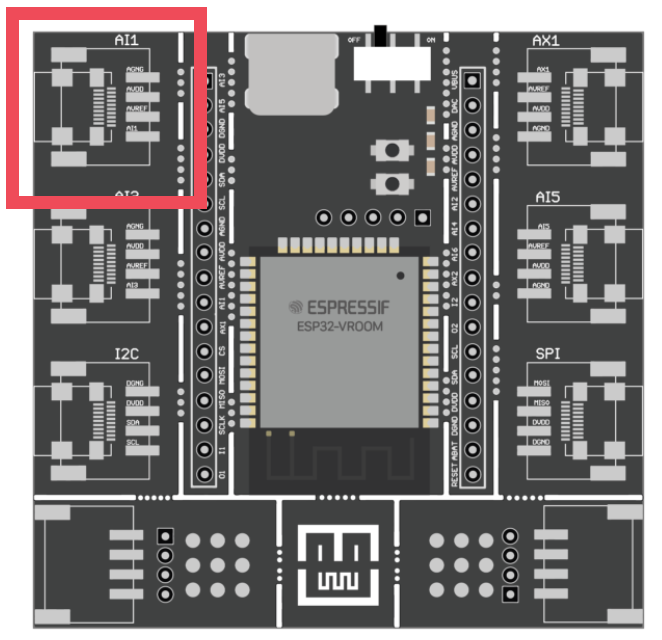 AI1
AGNG
AVDD
AVREF
AI1
AI3
AGNG
AVDD
AVREF
AI3
I2C
DGNG
DVDD
SDA
SCL
AI3
AI5
DGND
DVDD
SDA
SCL
AGND
AVDD
AVREF
AI1
AX1
CS
MOSI
MISO
SCLK
I1
O1
OFF
ON
ESPRESSIF
ESP32-VROOM
VBUS
DAC
AGND
AVDD
AVREF
AI2
AI4
AI6
AX2
I2
O2
SCL
SDA
DVDD
DGND
ABAT
RESET
AX1
AX1
AVREF
AVDD
AGND
AI5
AI5
AVREF
AVDD
AGND
SPI
MOSI
MISO
DVDD
DGND